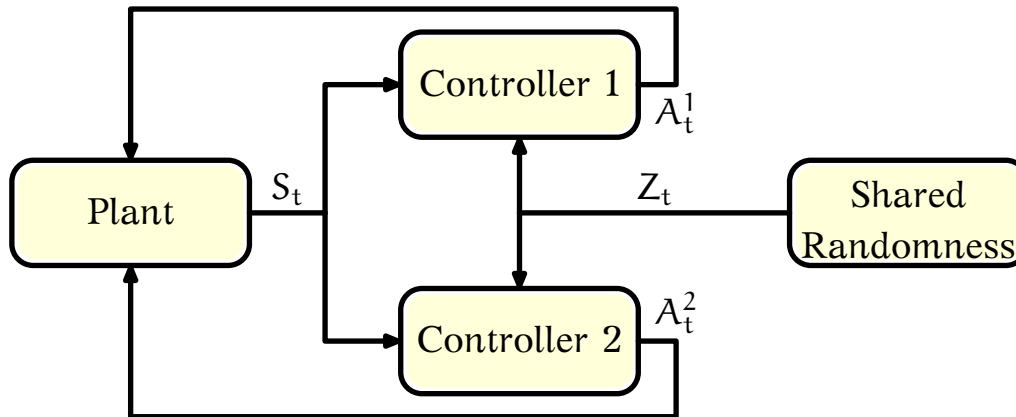 Controller 1
A_t^1
Plant
S_t
Z_t
Shared
Randomness
Controller 2
A_t^2